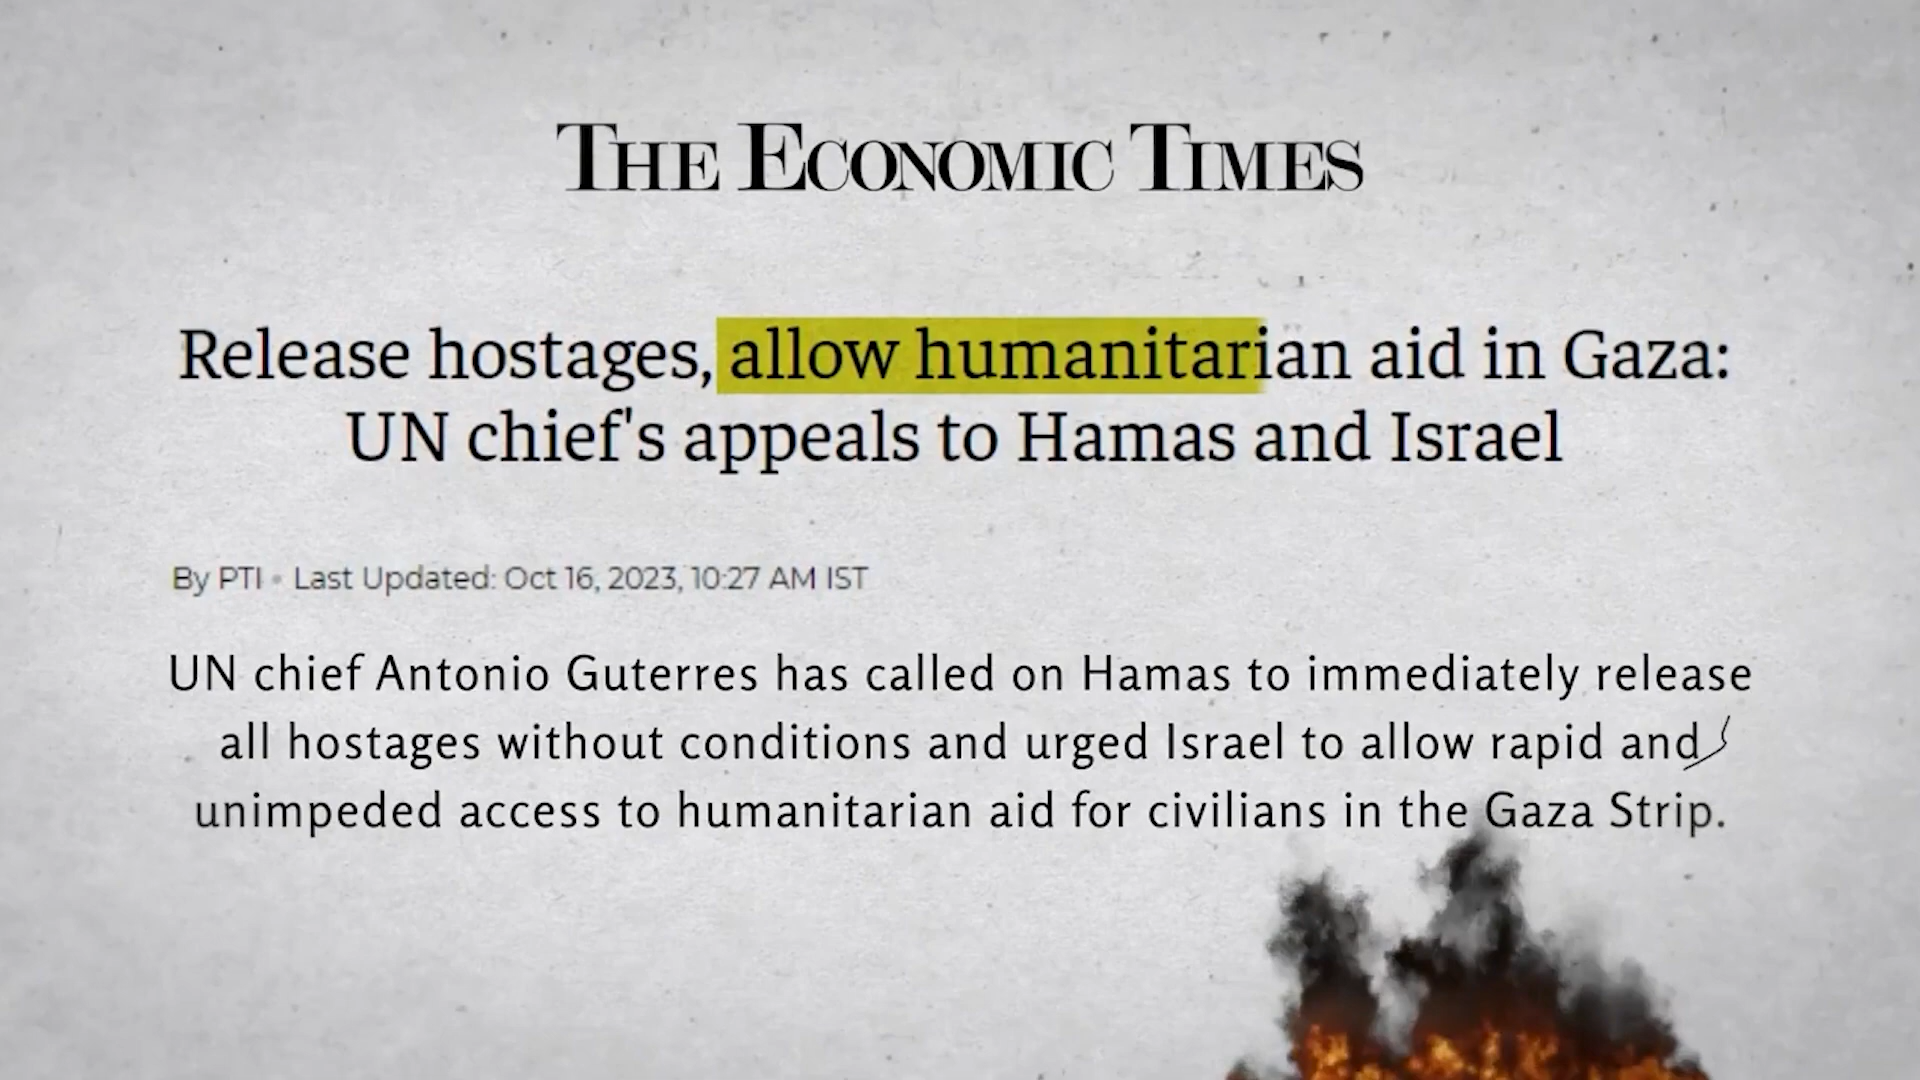 THE ECONOMIC TIMES
Release hostages, allow humanitarian aid in Gaza:
UN chief's appeals to Hamas and Israel
By PTI • Last Updated: Oct 16, 2023, 10:27 AM IST
UN chief Antonio Guterres has called on Hamas to immediately release
all hostages without conditions and urged Israel to allow rapid and
unimpeded access to humanitarian aid for civilians in the Gaza Strip.